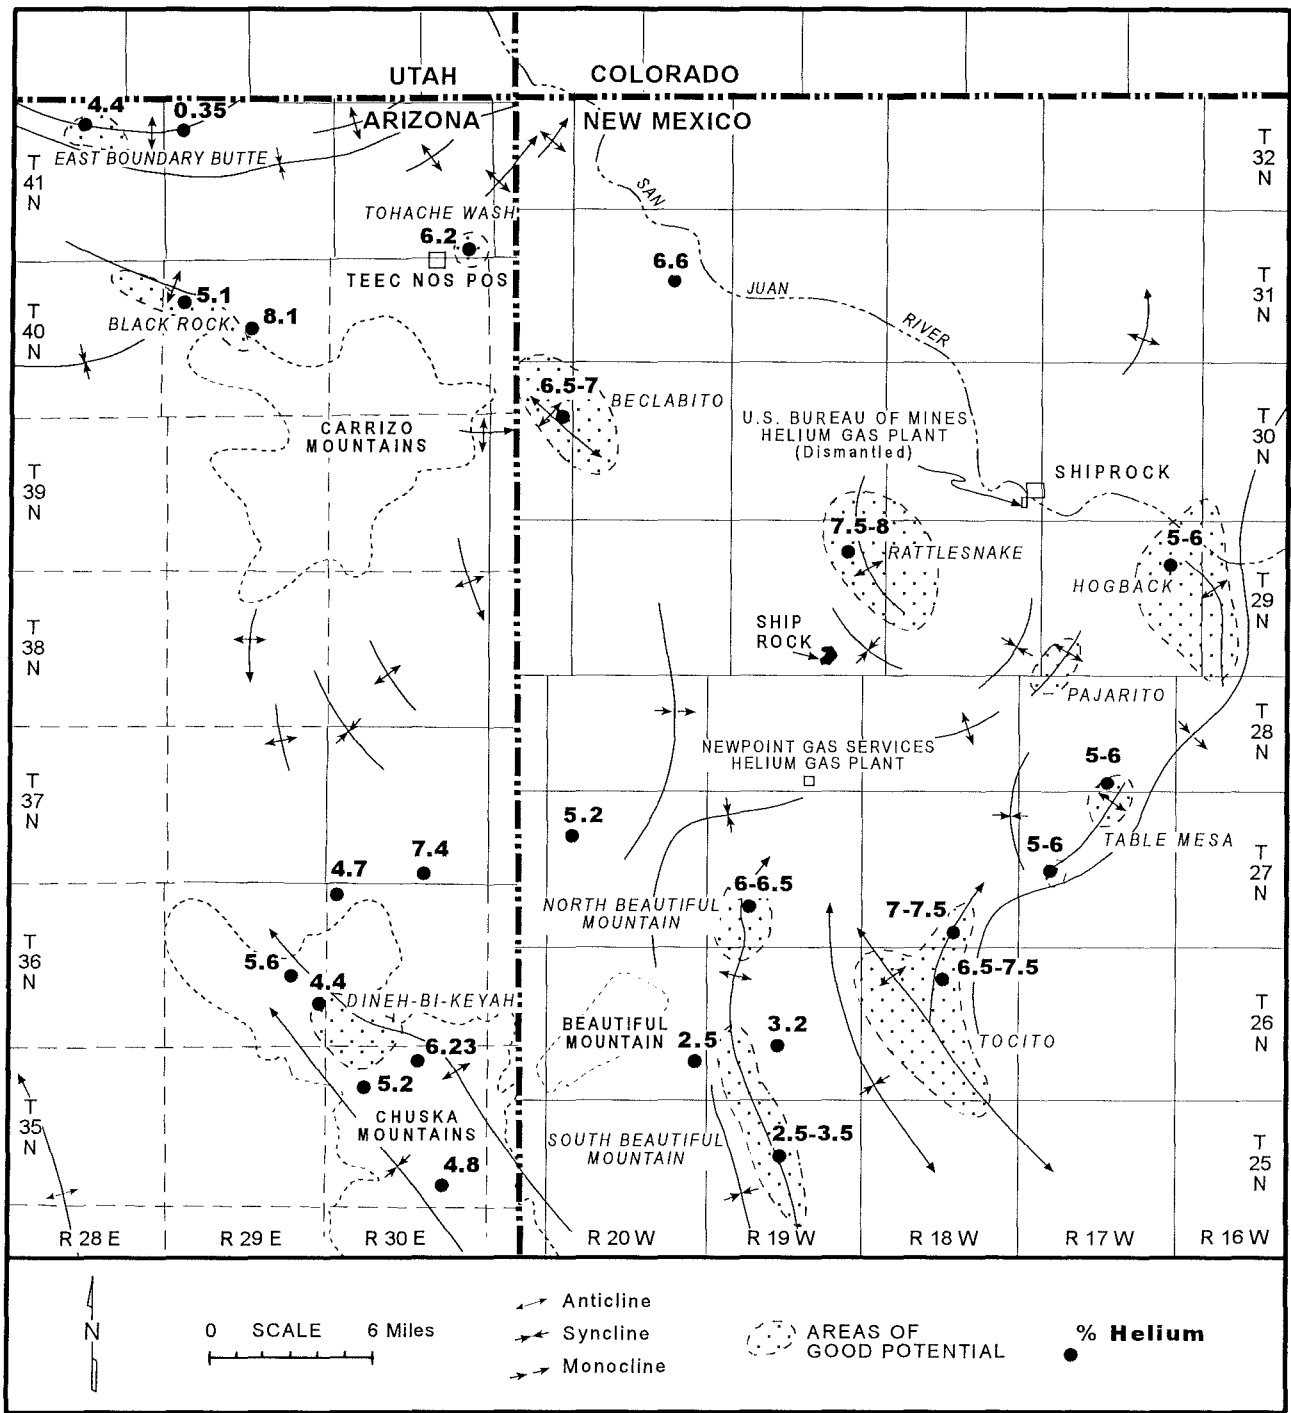 UTAH
COLORADO
ARIZONA
NEW MEXICO
4.4
0.35
EAST BOUNDARY BUTTE
T
41
N
T
32
N
TOHACHE WASH
6.2
TEEC NOS POS
SAN
JUAN
RIVER
6.6
T
31
N
5.1
8.1
BLACK ROCK
T
40
N
6.5-7
BECLABITO
CARRIZO
MOUNTAINS
U.S. BUREAU OF MINES
HELIUM GAS PLANT
(Dismantled)
T
30
N
SHIPROCK
T
39
N
7.5-8
RATTLESNAKE
5-6
HOGBACK
T
29
N
SHIP
ROCK
T
38
N
PAJARITO
T
28
N
NEWPOINT GAS SERVICES
HELIUM GAS PLANT
5-6
TABLE MESA
T
37
N
5.2
5-6
7.4
4.7
T
27
N
6-6.5
NORTH BEAUTIFUL
MOUNTAIN
7-7.5
6.5-7.5
T
36
N
5.6
4.4
DINEH-BI-KEYAH
BEAUTIFUL
MOUNTAIN
2.5
3.2
TOCITO
T
26
N
6.23
5.2
CHUSKA
MOUNTAINS
T
35
N
SOUTH BEAUTIFUL
MOUNTAIN
2.5-3.5
T
25
N
4.8
R 28 E
R 29 E
R 30 E
R 20 W
R 19 W
R 18 W
R 17 W
R 16 W
N
0 SCALE 6 Miles
Anticline
Syncline
Monocline
AREAS OF
GOOD POTENTIAL
% Helium